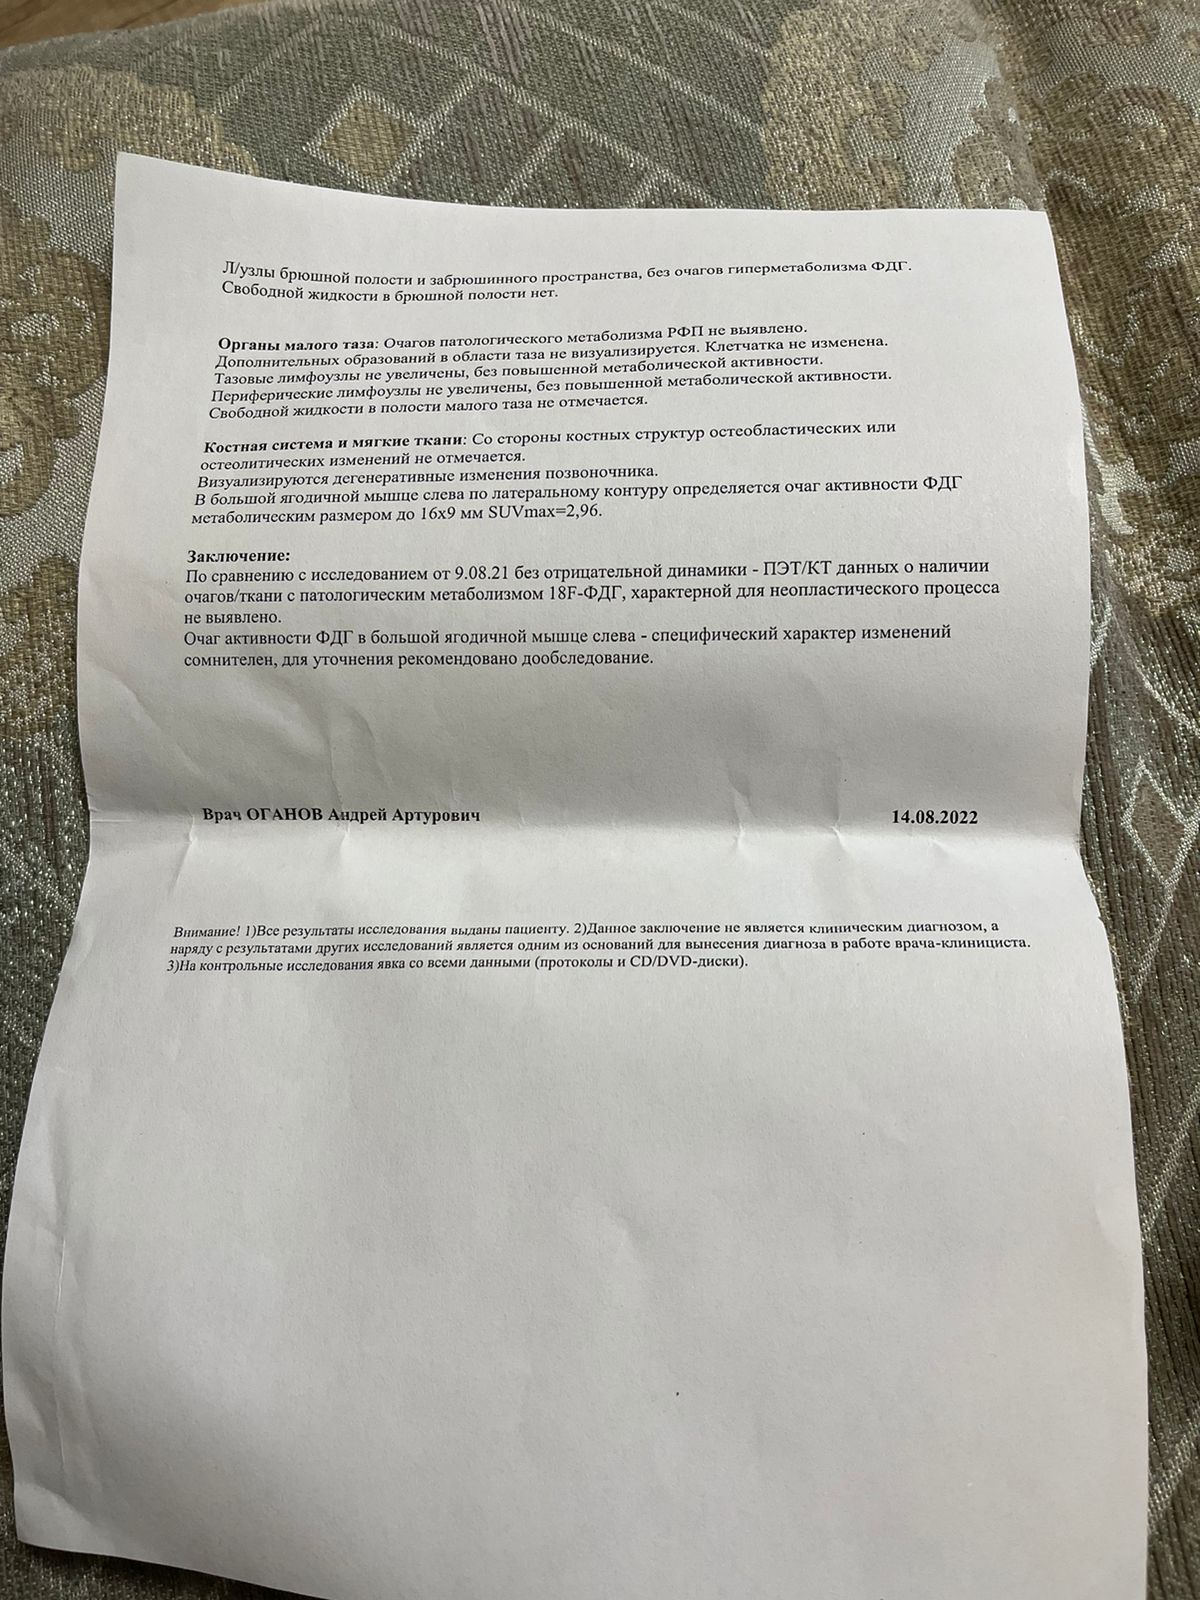 Л/узлы брюшной полости и забрюшинного пространства, без очагов гиперметаболизма ФДГ.
Свободной жидкости в брюшной полости нет.
Органы малого таза: Очагов патологического метаболизма РФП не выявлено.
Дополнительных образований в области таза не визуализируется. Клетчатка не изменена.
Тазовые лимфоузлы не увеличены, без повышенной метаболической активности.
Периферические лимфоузлы не увеличены, без повышенной метаболической активности.
Свободной жидкости в полости малого таза не отмечается.
Костная система и мягкие ткани: Со стороны костных структур остеобластических или
остеолитических изменений не отмечается.
Визуализируются дегенеративные изменения позвоночника.
В большой ягодичной мышце слева по латеральному контуру определяется очаг активности ФДГ
метаболическим размером до 16х9 мм SUVmax=2,96.
Заключение:
По сравнению с исследованием от 9.08.21 без отрицательной динамики - ПЭТ/КТ данных о наличии
очагов/ткани с патологическим метаболизмом 18F-ФДГ, характерной для неопластического процесса
не выявлено.
Очаг активности ФДГ в большой ягодичной мышце слева - специфический характер изменений
сомнителен, для уточнения рекомендовано дообследование.
Врач ОГАНОВ Андрей Артурович 14.08.2022
Внимание! 1)Все результаты исследования выданы пациенту. 2)Данное заключение не является клиническим диагнозом, а
наряду с результатами других исследований является одним из оснований для вынесения диагноза в работе врача-клинициста.
3)На контрольные исследования явка со всеми данными (протоколы и CD/DVD-диски).